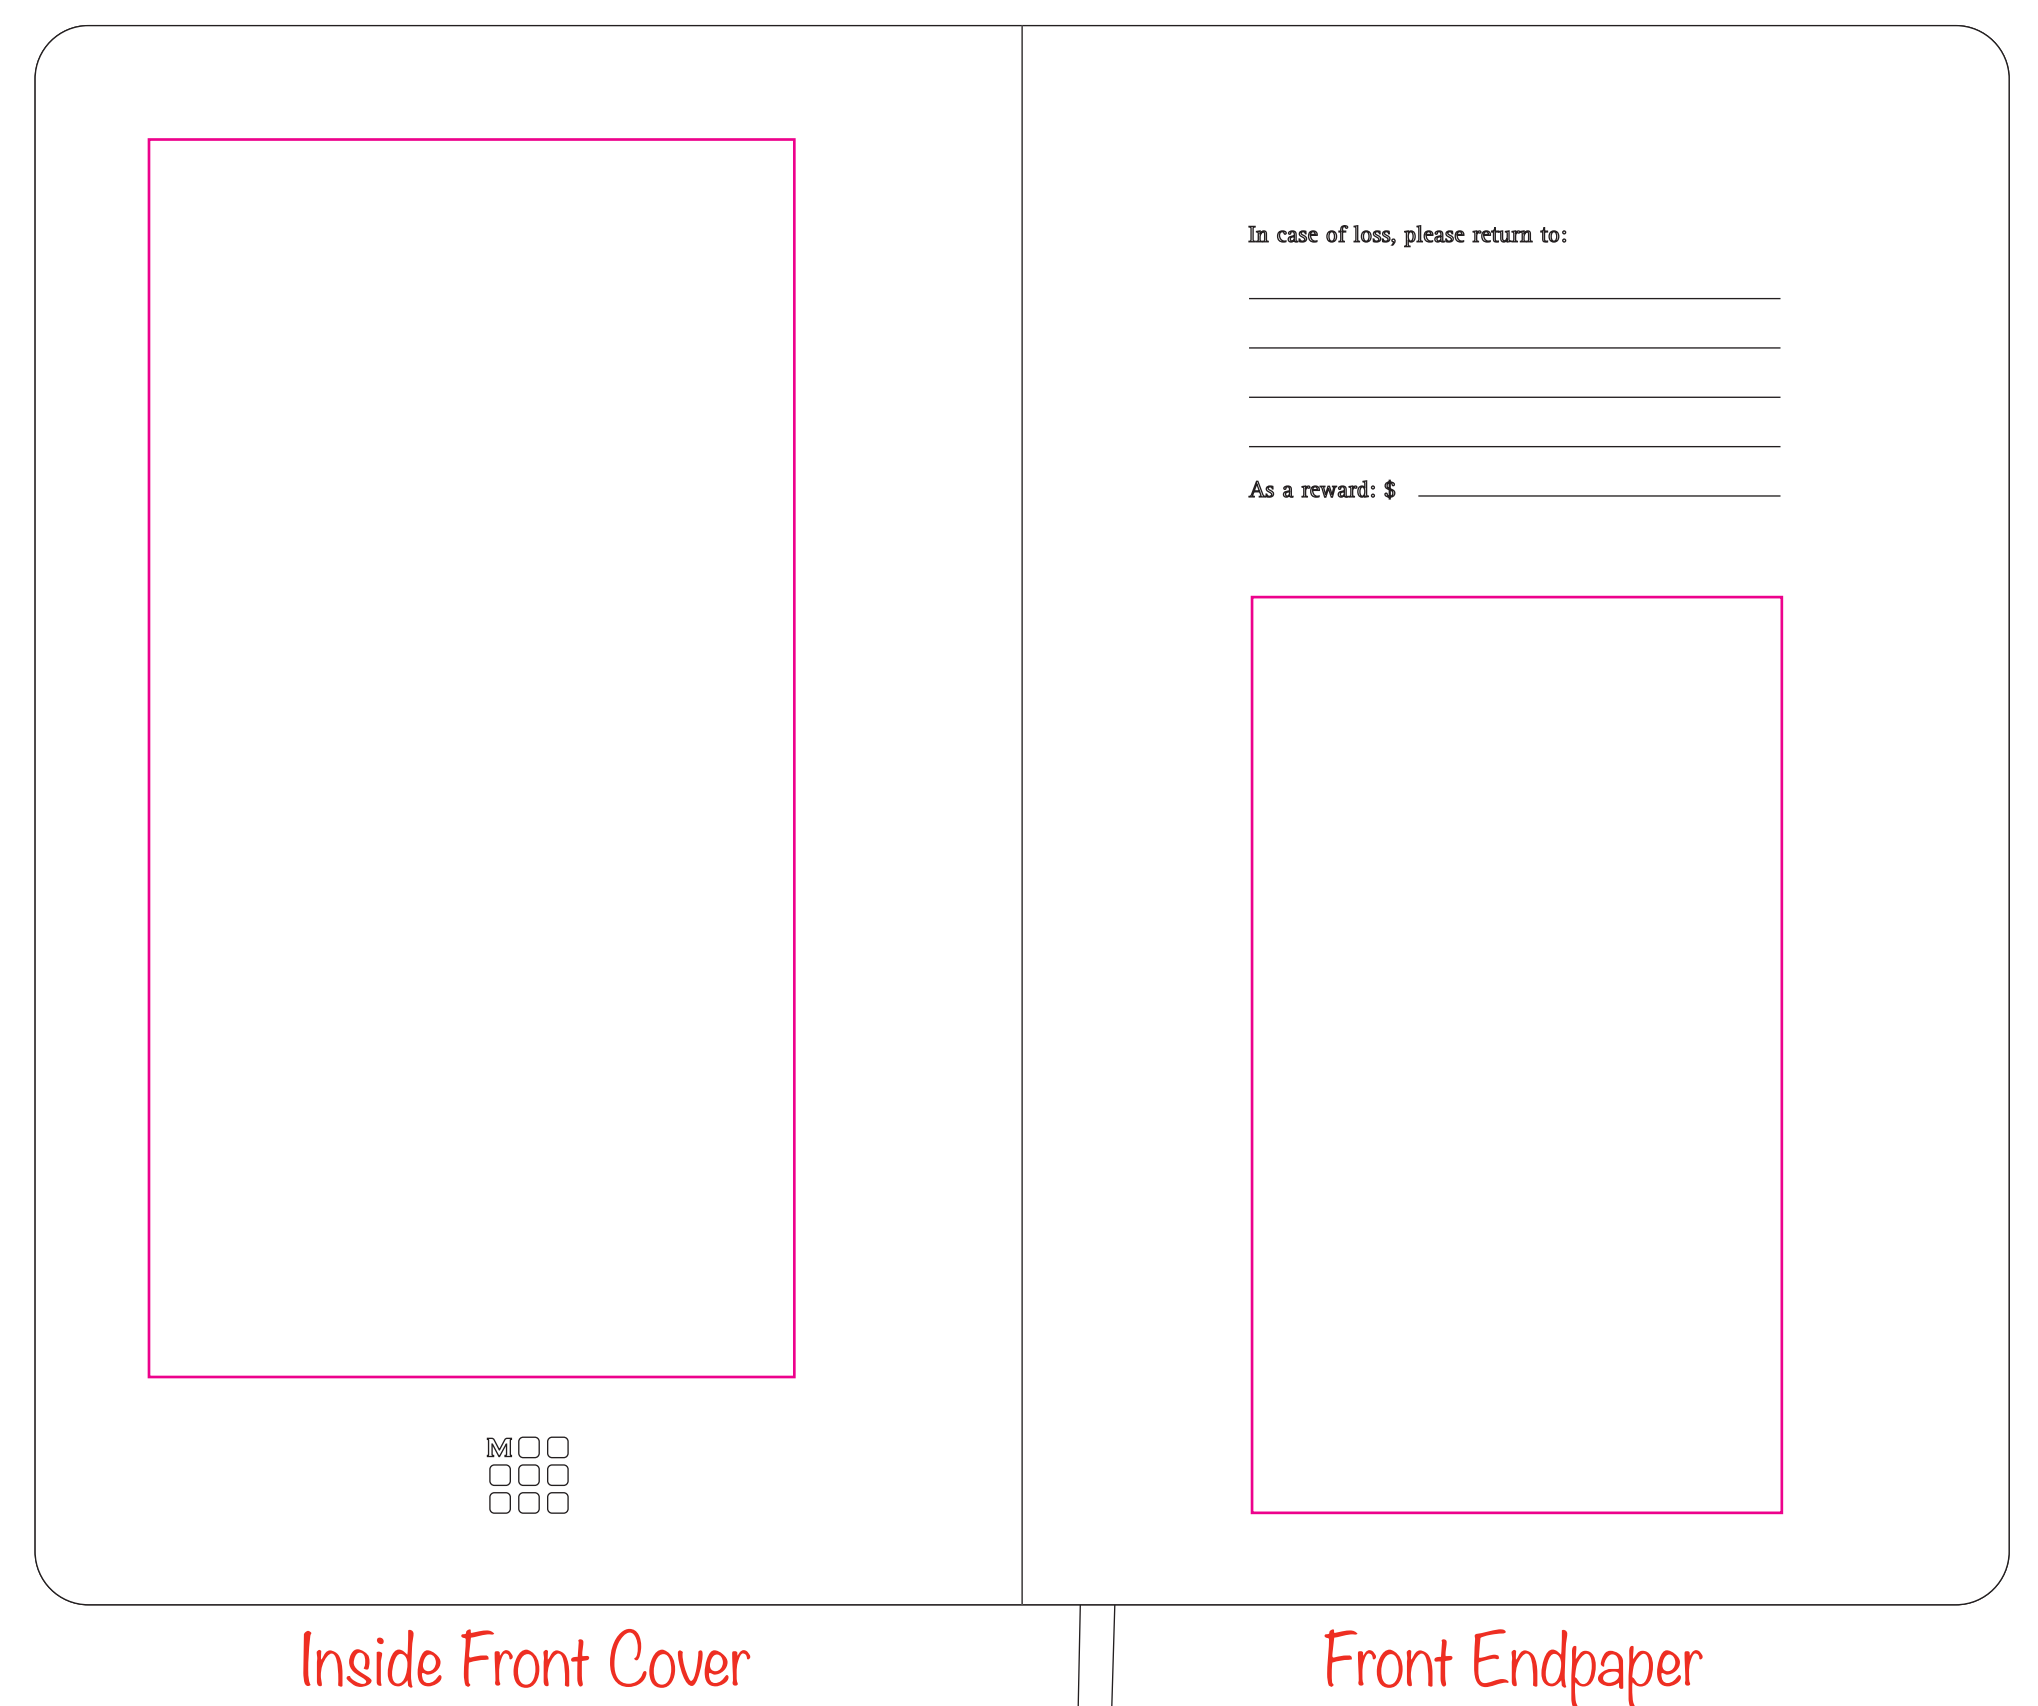 In case of loss, please return to:
As a reward: $
M
Inside Front Cover
Front Endpaper